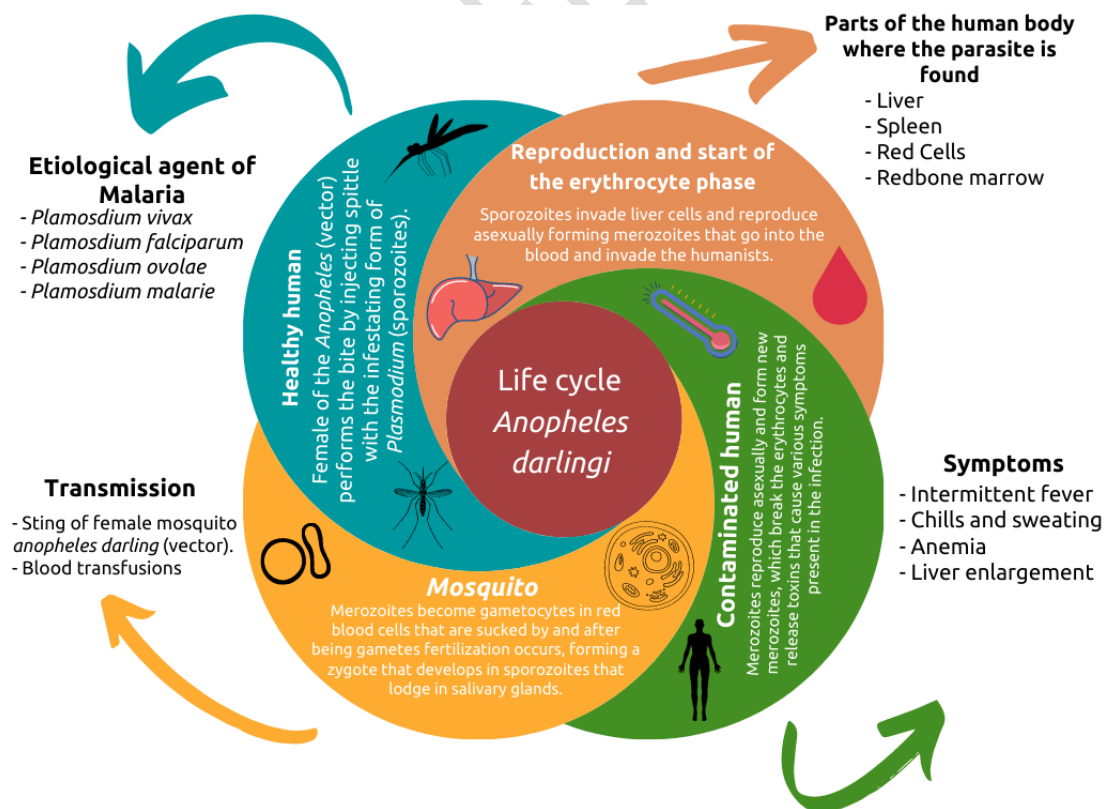 Parts of the human body
where the parasite is
found
- Liver
- Spleen
- Red Cells
- Redbone marrow
Etiological agent of
Malaria
- Plamosdium vivax
- Plamosdium falciparum
- Plamosdium ovolae
- Plamosdium malarie
Healthy human
Female of the Anopheles (vector)
performs the bite by injecting spittle
with the infestating form of
Plasmodium (sporozoites).
Reproduction and start of
the erythrocyte phase
Sporozoites invade liver cells and reproduce
asexually forming merozoites that go into the
blood and invade the humanists.
Life cycle
Anopheles
darlingi
Contaminated human
Merozoites reproduce asexually and form new
merozoites, which break the erythrocytes and
release toxins that cause various symptoms
present in the infection.
Symptoms
- Intermittent fever
- Chills and sweating
- Anemia
- Liver enlargement
Transmission
- Sting of female mosquito
anopheles darling (vector).
- Blood transfusions
Mosquito
Merozoites become gametocytes in red
blood cells that are sucked by and after
being gametes fertilization occurs, forming a
zygote that develops in sporozoites that
lodge in salivary glands.